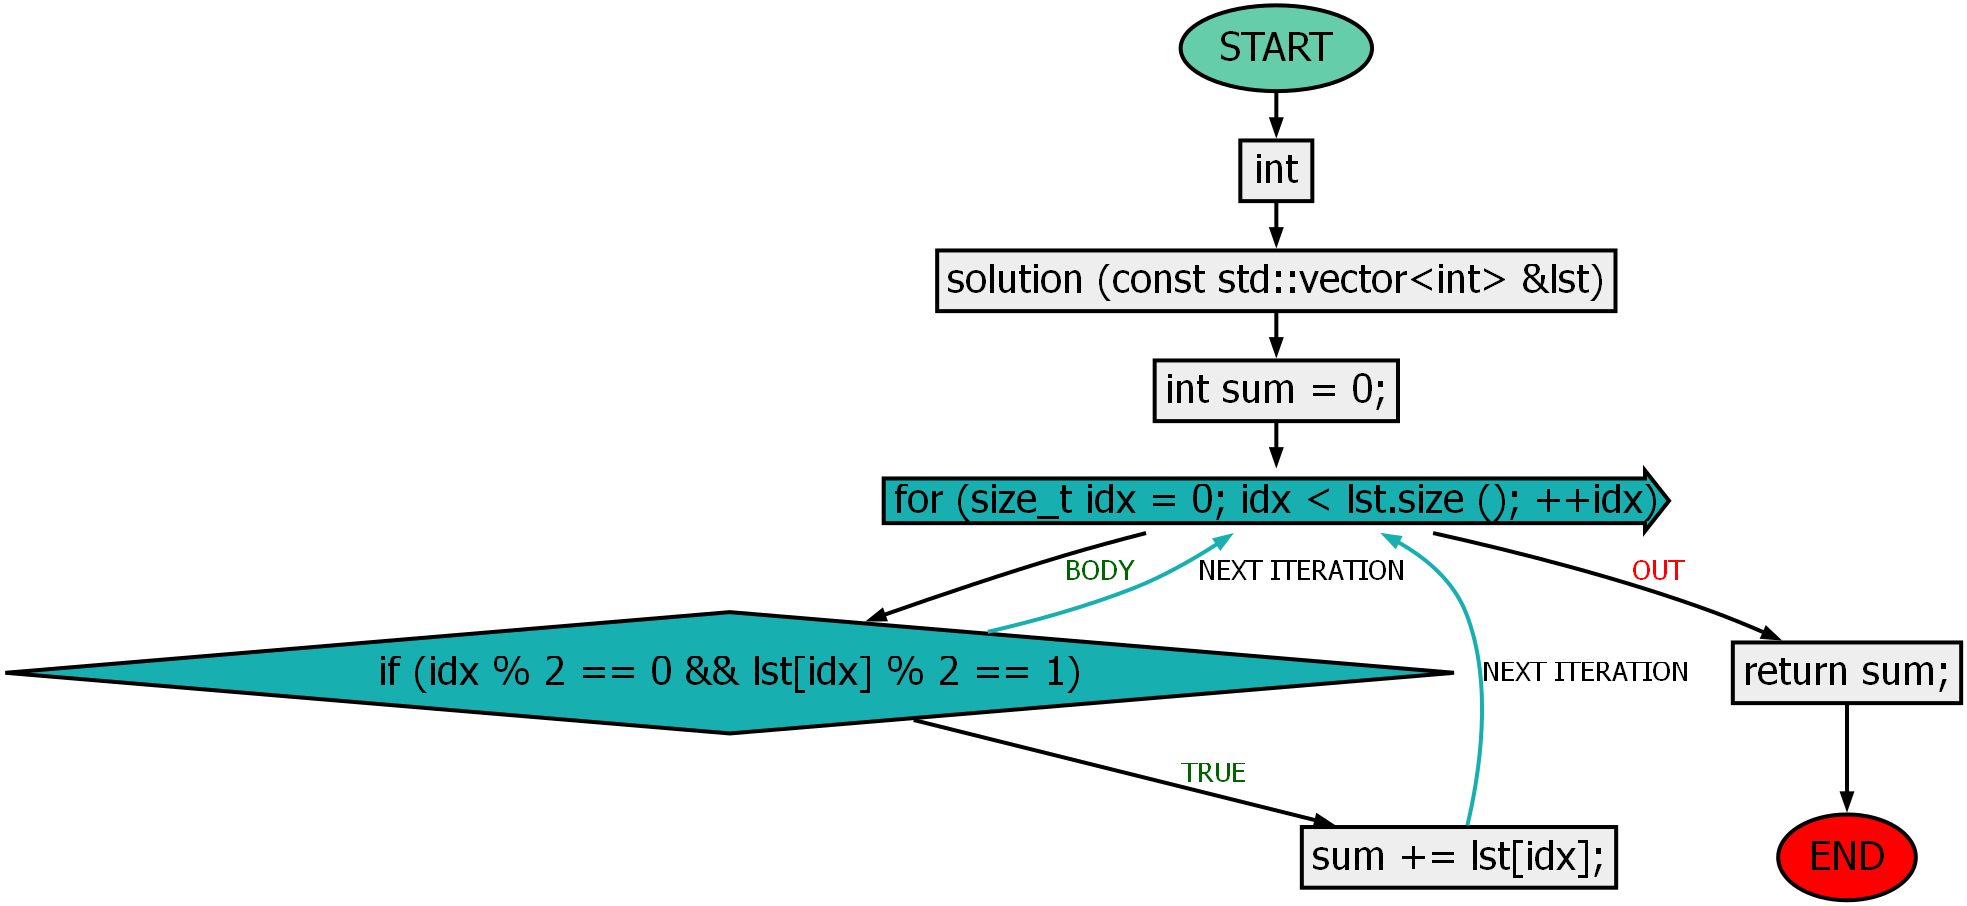 START
int
solution (const std::vector<int> &lst)
int sum = 0;
for (size_t idx = 0; idx < lst.size (); ++idx)
BODY
NEXT ITERATION
OUT
if (idx % 2 == 0 && lst[idx] % 2 == 1)
NEXT ITERATION
return sum;
TRUE
sum += lst[idx];
END